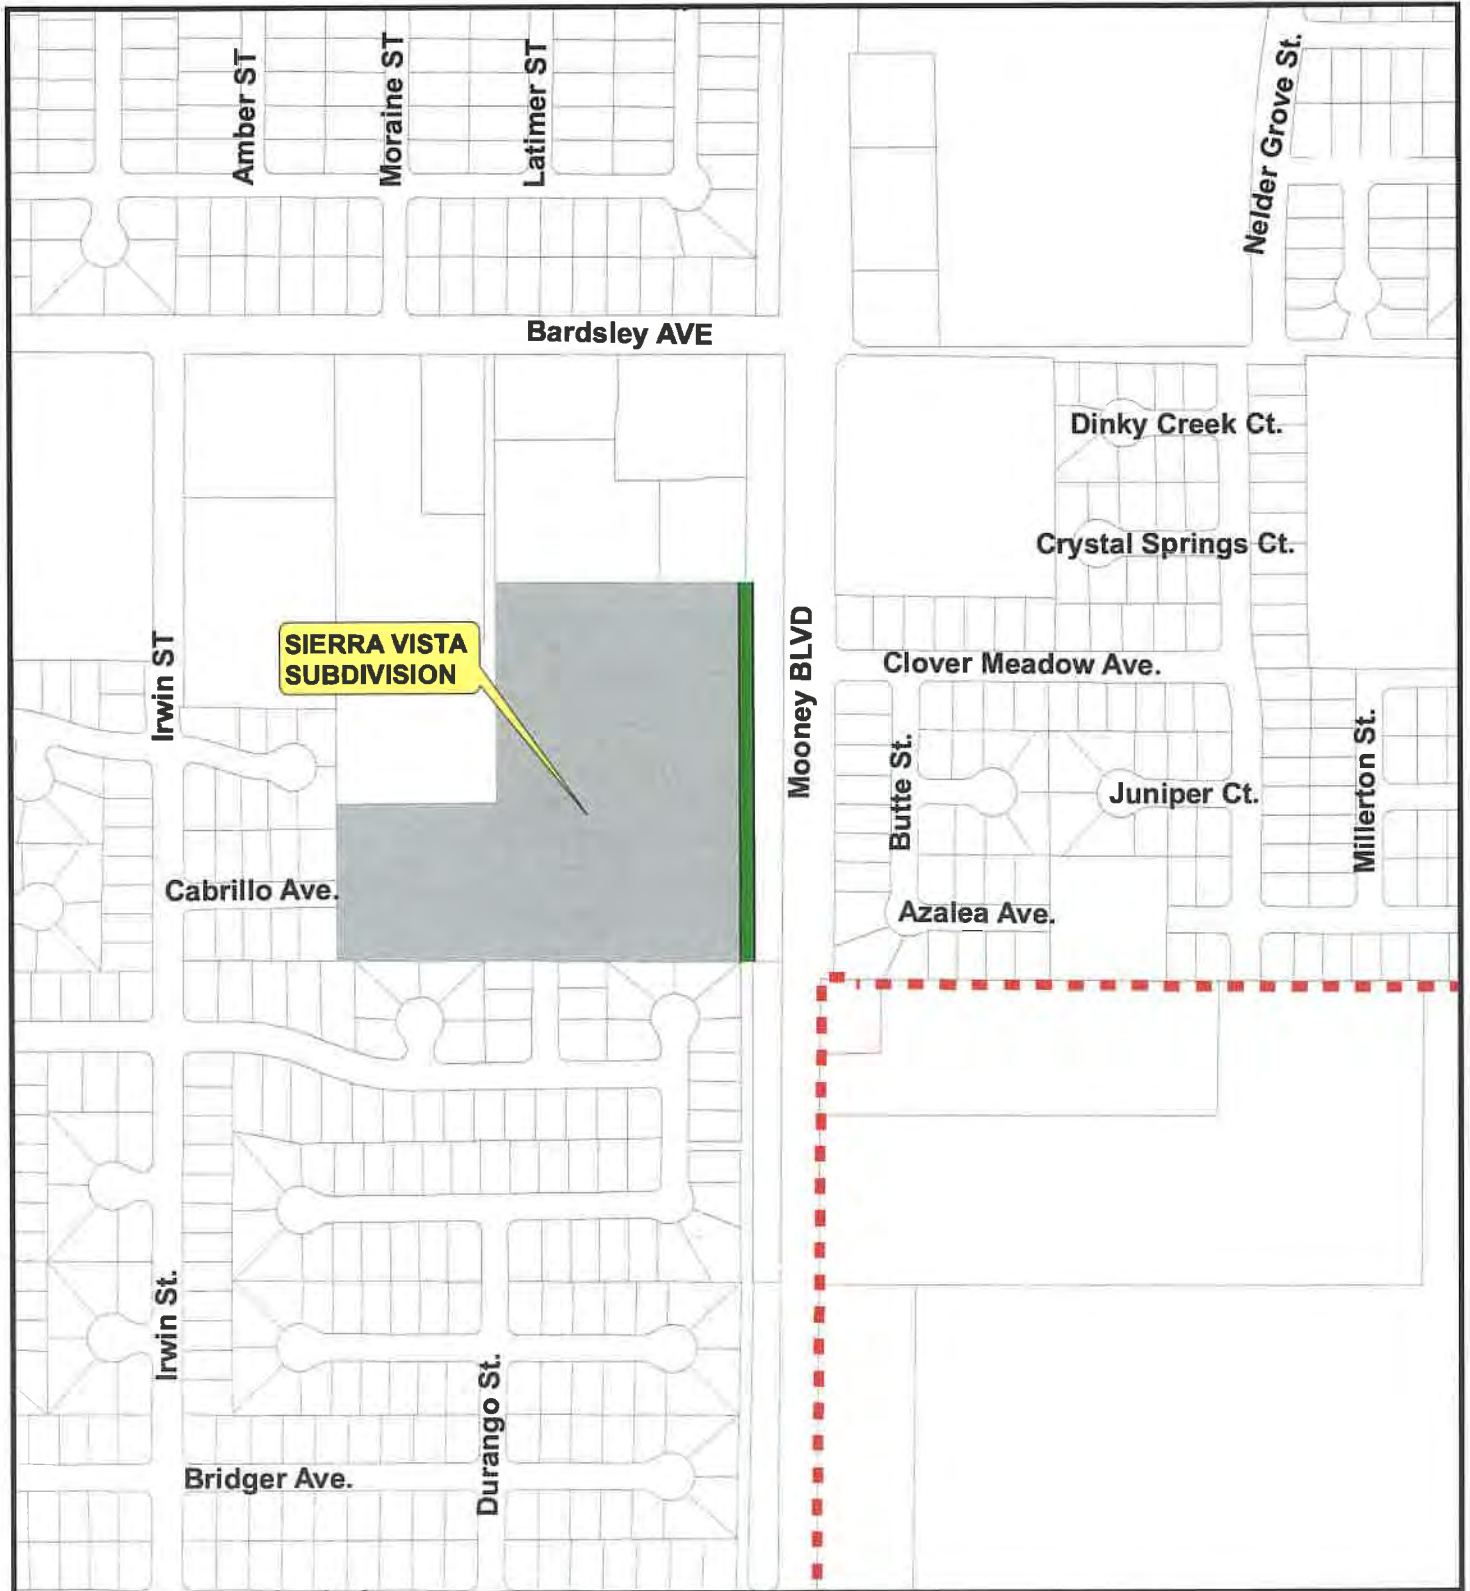 Amber ST
Moraine ST
Latimer ST
Nelder Grove St.
Bardsley AVE
Dinky Creek Ct.
Crystal Springs Ct.
SIERRA VISTA
SUBDIVISION
Irwin ST
Mooney BLVD
Clover Meadow Ave.
Butte St.
Juniper Ct.
Millerton St.
Cabrillo Ave.
Azalea Ave.
Irwin St.
Durango St.
Bridger Ave.